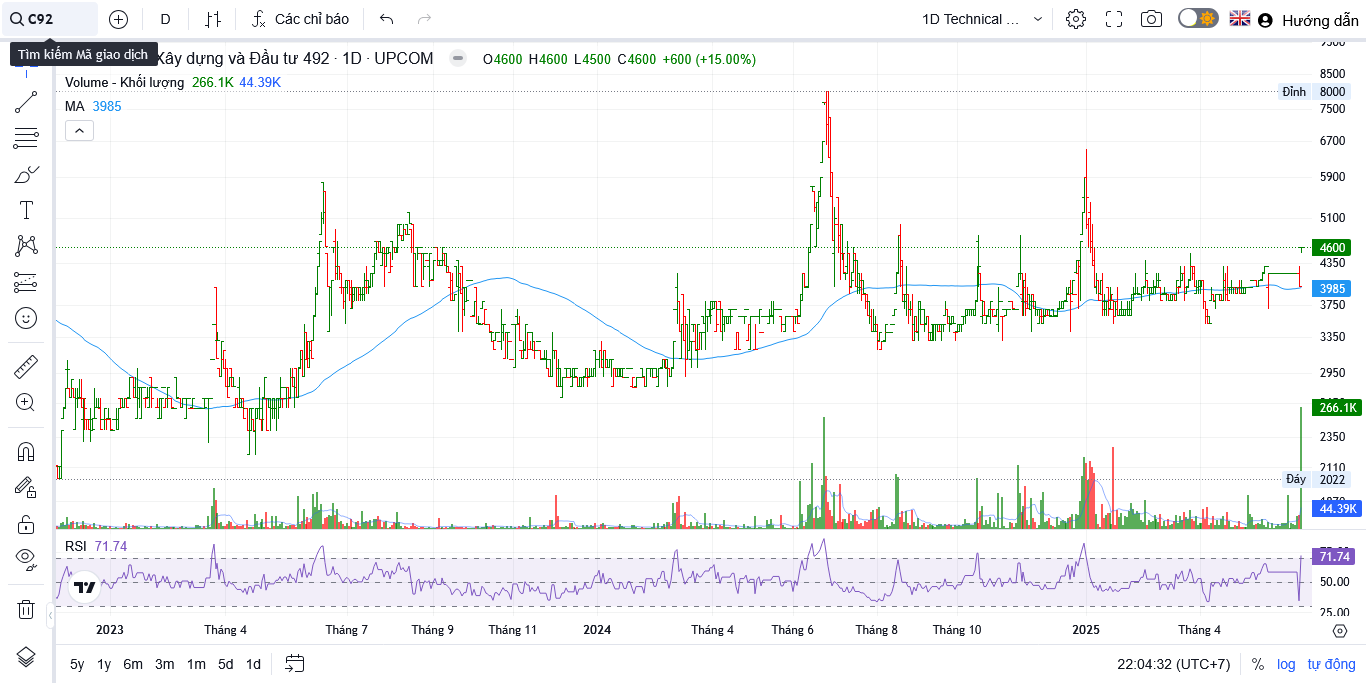 C92 D Các chỉ báo 1D Technical ... Hướng dẫn
Tìm kiếm Mã giao dịch
Xây dựng và Đầu tư 492 · 1D · UPCOM O4600 H4600 L4500 C4600 +600 (+15.00%)
Volume - Khối lượng 266.1K 44.39K
MA 3985
8500
Đỉnh 8000
7500
6700
5900
5100
4600
4350
3985
3750
3350
2950
266.1K
2350
2110
Đáy 2022
44.39K
RSI 71.74
71.74
50.00
25.00
2023 Tháng 4 Tháng 7 Tháng 9 Tháng 11 2024 Tháng 4 Tháng 6 Tháng 8 Tháng 10 2025 Tháng 4
5y 1y 6m 3m 1m 5d 1d 22:04:32 (UTC+7) % log tự động